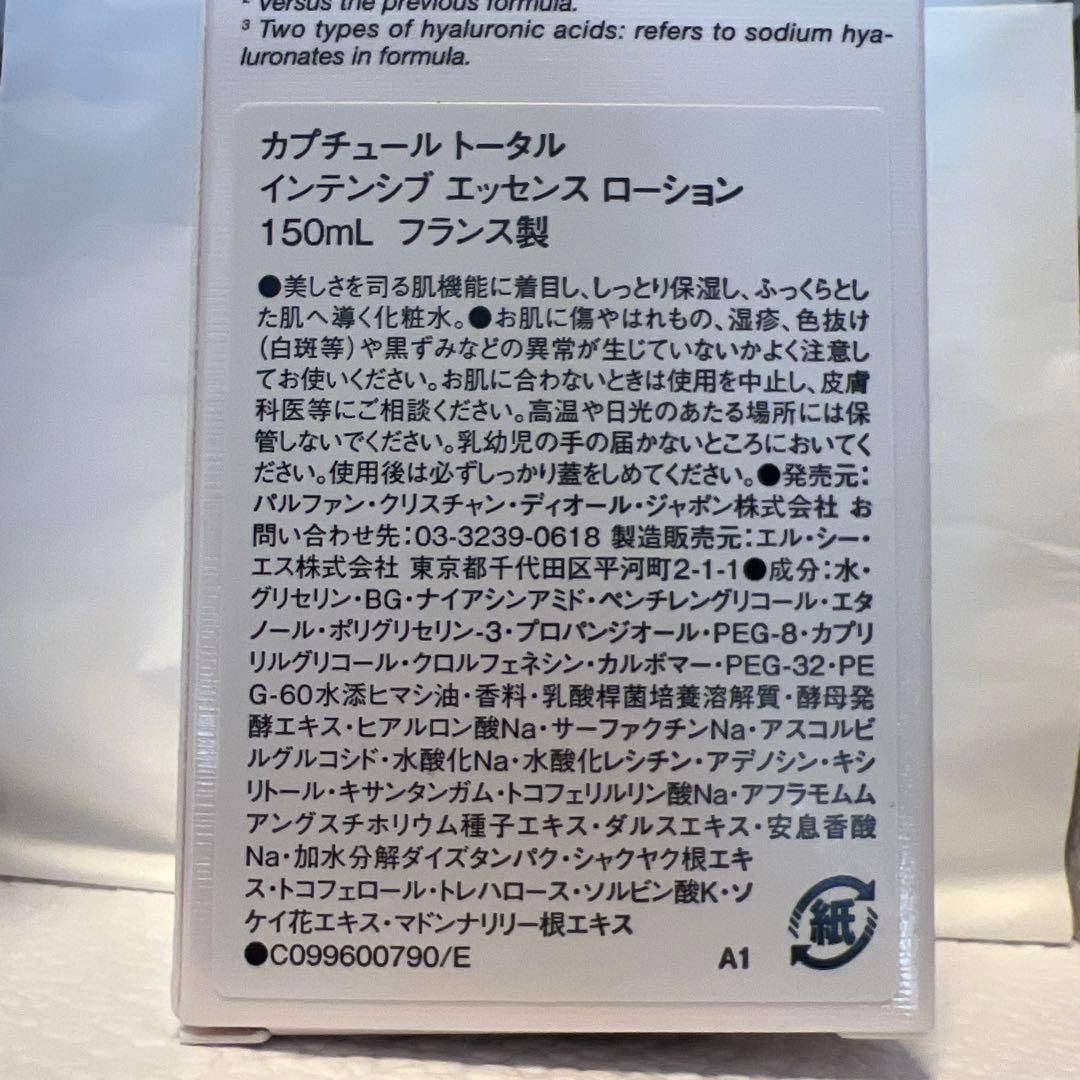 ² Versus the previous formula.
³ Two types of hyaluronic acids: refers to sodium hya-
luronates in formula.
カプチュール トータル
インテンシブ エッセンス ローション
150mL フランス製
●美しさを司る肌機能に着目し、しっとり保湿し、ふっくらとし
た肌へ導く化粧水。●お肌に傷やはれもの、湿疹、色抜け
(白斑等)や黒ずみなどの異常が生じていないかよく注意し
てお使いください。お肌に合わないときは使用を中止し、皮膚
科医等にご相談ください。高温や日光のあたる場所には保
管しないでください。乳幼児の手の届かないところにおいてく
ださい。使用後は必ずしっかり蓋をしめてください。●発売元:
パルファン・クリスチャン・ディオール・ジャポン株式会社 お
問い合わせ先:03-3239-0618 製造販売元:エル・シー・
エス株式会社 東京都千代田区平河町2-1-1●成分:水・
グリセリン・BG・ナイアシンアミド・ペンチレングリコール・エタ
ノール・ポリグリセリン-3・プロパンジオール・PEG-8・カプリ
リルグリコール・クロルフェネシン・カルボマー・PEG-32・PE
G-60水添ヒマシ油・香料・乳酸桿菌培養溶解質・酵母発
酵エキス・ヒアルロン酸Na・サーファクチンNa・アスコルビ
ルグルコシド・水酸化Na・水酸化レシチン・アデノシン・キシ
リトール・キサンタンガム・トコフェリルリン酸Na・アフラモムム
アングスチホリウム種子エキス・ダルスエキス・安息香酸
Na・加水分解ダイズタンパク・シャクヤク根エキ
ス・トコフェロール・トレハロース・ソルビン酸K・ソ
ケイ花エキス・マドンナリリー根エキス
●C099600790/E A1
紙